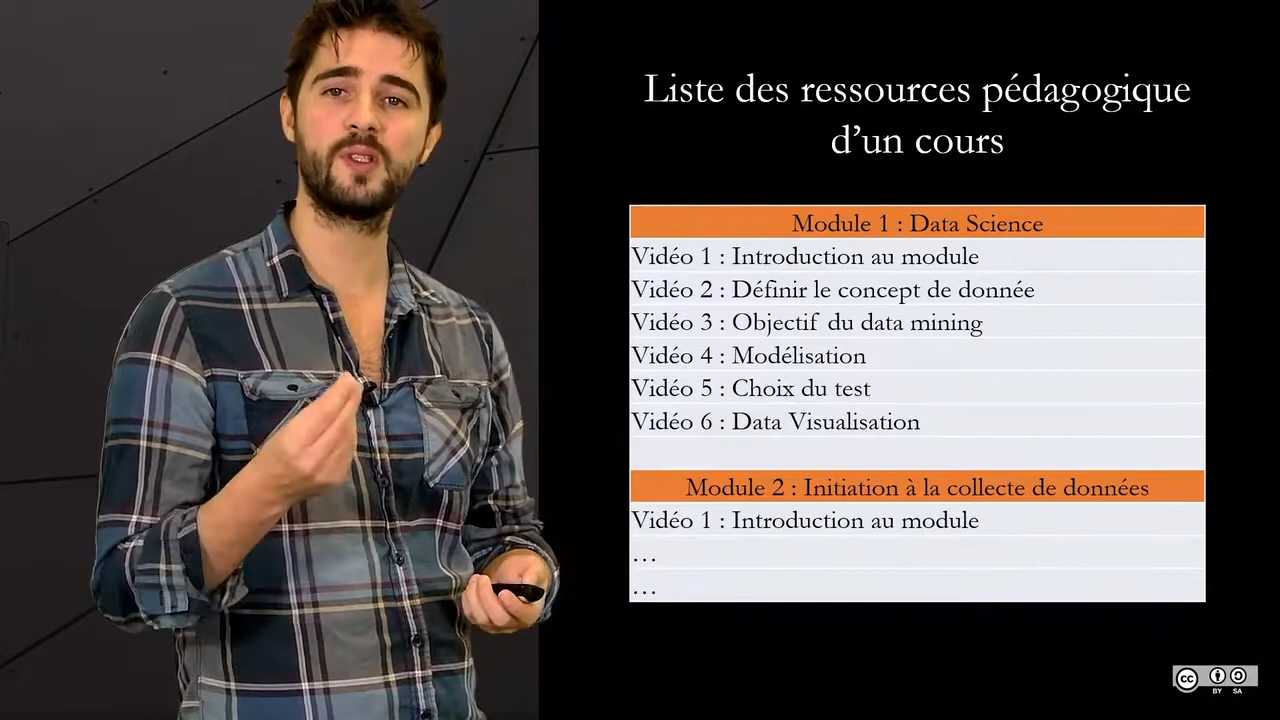 Liste des ressources pédagogique
d’un cours
Module 1 : Data Science
Vidéo 1 : Introduction au module
Vidéo 2 : Définir le concept de donnée
Vidéo 3 : Objectif du data mining
Vidéo 4 : Modélisation
Vidéo 5 : Choix du test
Vidéo 6 : Data Visualisation
Module 2 : Initiation à la collecte de données
Vidéo 1 : Introduction au module
…
…
cc
BY SA